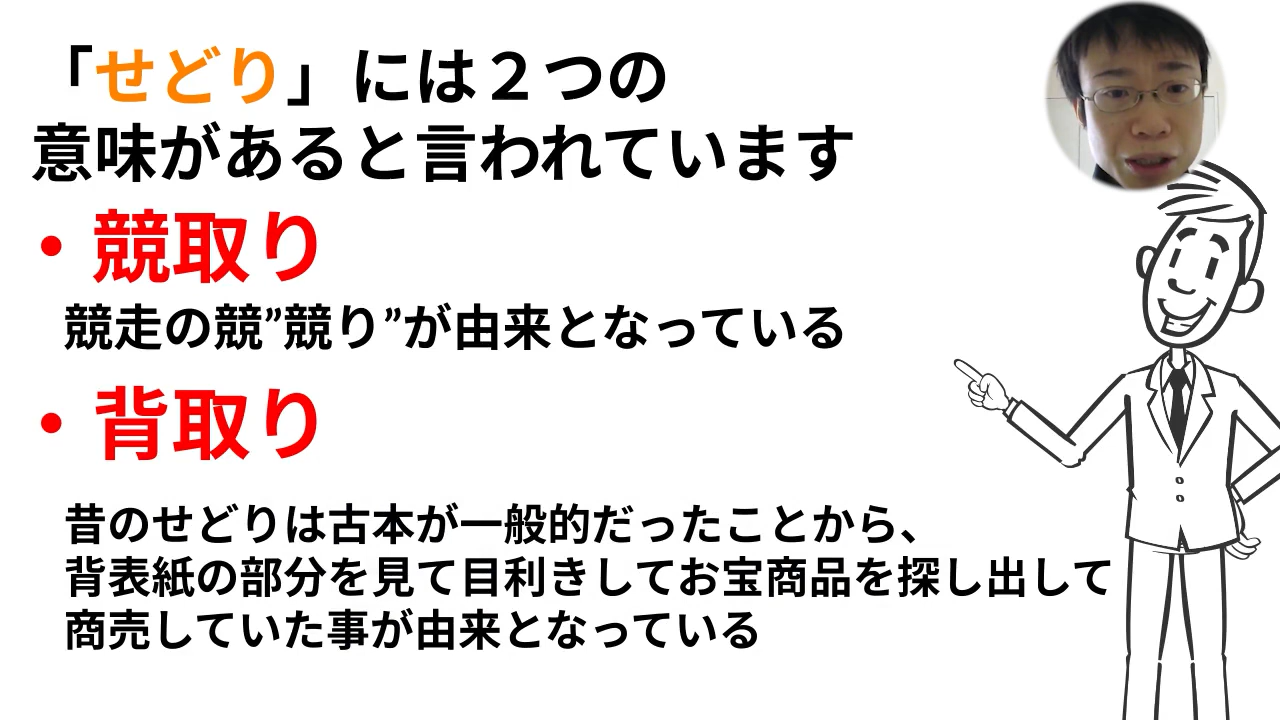 「せどり」には２つの
意味があると言われています
・競取り
競走の競”競り”が由来となっている
・背取り
昔のせどりは古本が一般的だったことから、
背表紙の部分を見て目利きしてお宝商品を探し出して
商売していた事が由来となっている